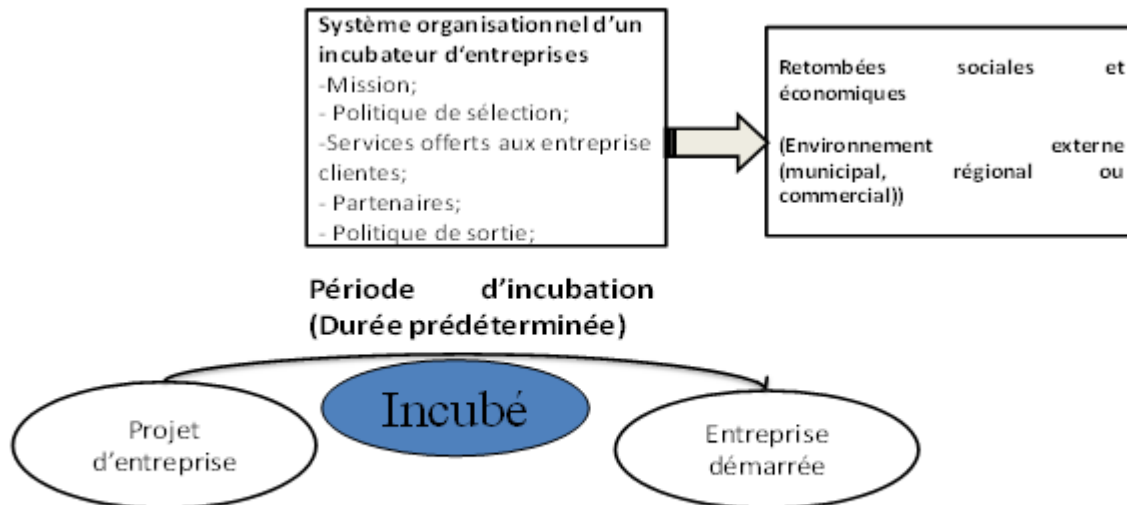 Système organisationnel d'un
incubateur d'entreprises
-Mission;
- Politique de sélection;
-Services offerts aux entreprise
clientes;
- Partenaires;
- Politique de sortie;
Retombées sociales et
économiques
(Environnement externe
(municipal, régional ou
commercial))
Période d'incubation
(Durée prédéterminée)
Projet
d'entreprise
Incubé
Entreprise
démarrée